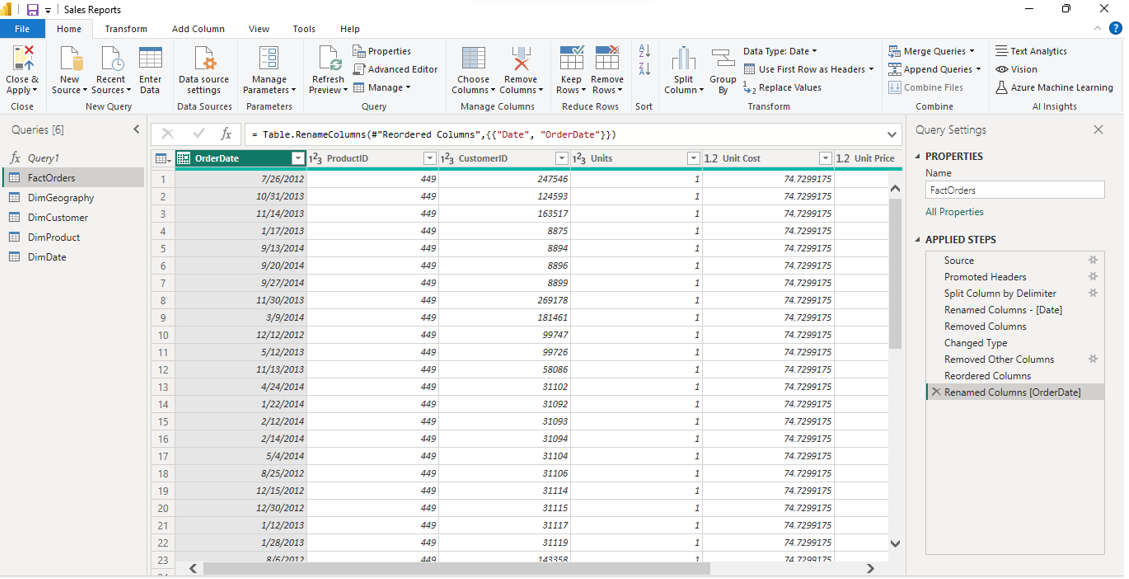 Sales Reports
File Home Transform Add Column View Tools Help
Close & Apply
New Source
Recent Sources
Enter Data
Data source settings
Manage Parameters
Refresh Preview
Properties
Advanced Editor
Manage
Choose Columns
Remove Columns
Keep Rows
Remove Rows
Split Column
Group By
Data Type: Date
Use First Row as Headers
Replace Values
Merge Queries
Append Queries
Combine Files
Text Analytics
Vision
Azure Machine Learning
Close New Query Data Sources Parameters Query Manage Columns Reduce Rows Sort Transform Combine AI Insights
Queries [6]
Query1
FactOrders
DimGeography
DimCustomer
DimProduct
DimDate
fx = Table.RenameColumns(#"Reordered Columns",{{"Date", "OrderDate"}})
OrderDate 123 ProductID 123 CustomerID 123 Units 1.2 Unit Cost 1.2 Unit Price
1 7/26/2012 449 247546 1 74.7299175
2 10/31/2013 449 124593 1 74.7299175
3 11/14/2013 449 163517 1 74.7299175
4 1/17/2013 449 8875 1 74.7299175
5 9/13/2014 449 8894 1 74.7299175
6 9/20/2014 449 8896 1 74.7299175
7 9/27/2014 449 8899 1 74.7299175
8 11/30/2013 449 269178 1 74.7299175
9 3/9/2014 449 181461 1 74.7299175
10 12/12/2012 449 99747 1 74.7299175
11 5/12/2013 449 99726 1 74.7299175
12 11/13/2013 449 58086 1 74.7299175
13 4/24/2014 449 31102 1 74.7299175
14 1/22/2014 449 31092 1 74.7299175
15 2/12/2014 449 31093 1 74.7299175
16 2/14/2014 449 31094 1 74.7299175
17 5/4/2014 449 31104 1 74.7299175
18 8/25/2012 449 31106 1 74.7299175
19 12/15/2012 449 31114 1 74.7299175
20 12/30/2012 449 31115 1 74.7299175
21 1/12/2013 449 31117 1 74.7299175
22 1/28/2013 449 31119 1 74.7299175
23 8/6/2012 449 143358 1 74.7299175
Query Settings
PROPERTIES
Name
FactOrders
All Properties
APPLIED STEPS
Source
Promoted Headers
Split Column by Delimiter
Renamed Columns - [Date]
Removed Columns
Changed Type
Removed Other Columns
Reordered Columns
Renamed Columns [OrderDate]